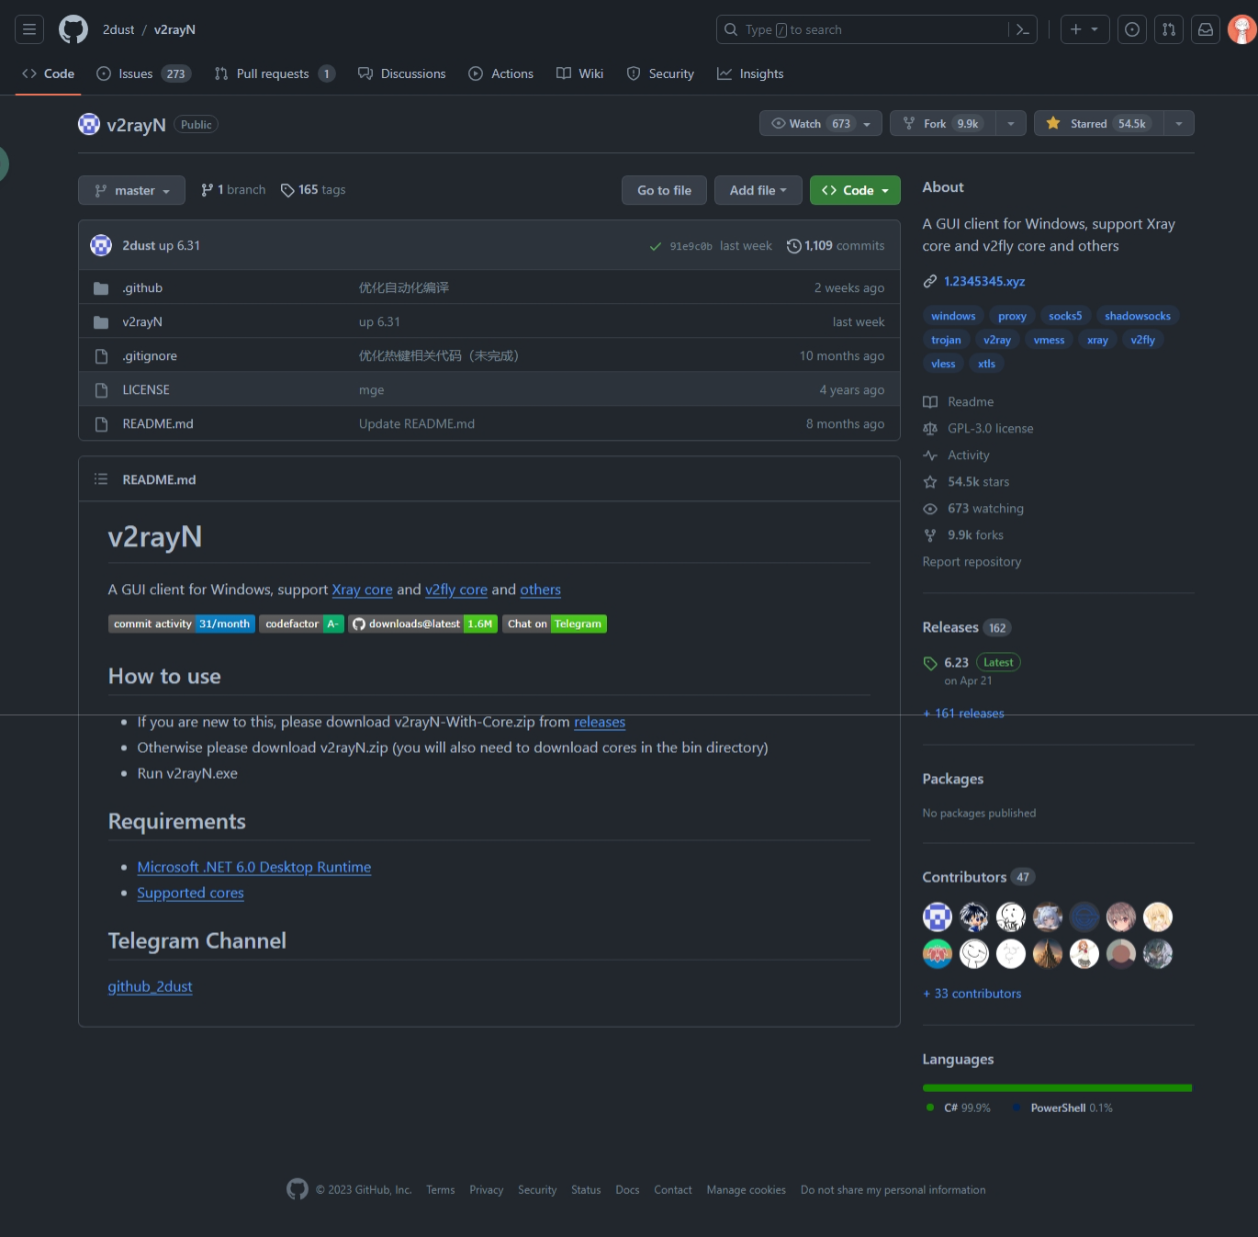 2dust / v2rayN
Type / to search
Code
Issues 273
Pull requests 1
Discussions
Actions
Wiki
Security
Insights
v2rayN Public
Watch 673
Fork 9.9k
Starred 54.5k
master
1 branch
165 tags
Go to file
Add file
Code
2dust up 6.31
91e9c0b last week
1,109 commits
.github 优化自动化编译 2 weeks ago
v2rayN up 6.31 last week
.gitignore 优化热键相关代码（未完成） 10 months ago
LICENSE mge 4 years ago
README.md Update README.md 8 months ago
README.md
v2rayN
A GUI client for Windows, support Xray core and v2fly core and others
commit activity 31/month codefactor A- downloads@latest 1.6M Chat on Telegram
How to use
If you are new to this, please download v2rayN-With-Core.zip from releases
Otherwise please download v2rayN.zip (you will also need to download cores in the bin directory)
Run v2rayN.exe
Requirements
Microsoft .NET 6.0 Desktop Runtime
Supported cores
Telegram Channel
github_2dust
About
A GUI client for Windows, support Xray
core and v2fly core and others
1.2345345.xyz
windows proxy socks5 shadowsocks
trojan v2ray vmess xray v2fly
vless xtls
Readme
GPL-3.0 license
Activity
54.5k stars
673 watching
9.9k forks
Report repository
Releases 162
6.23 Latest
on Apr 21
+ 161 releases
Packages
No packages published
Contributors 47
+ 33 contributors
Languages
C# 99.9% PowerShell 0.1%
© 2023 GitHub, Inc. Terms Privacy Security Status Docs Contact Manage cookies Do not share my personal information